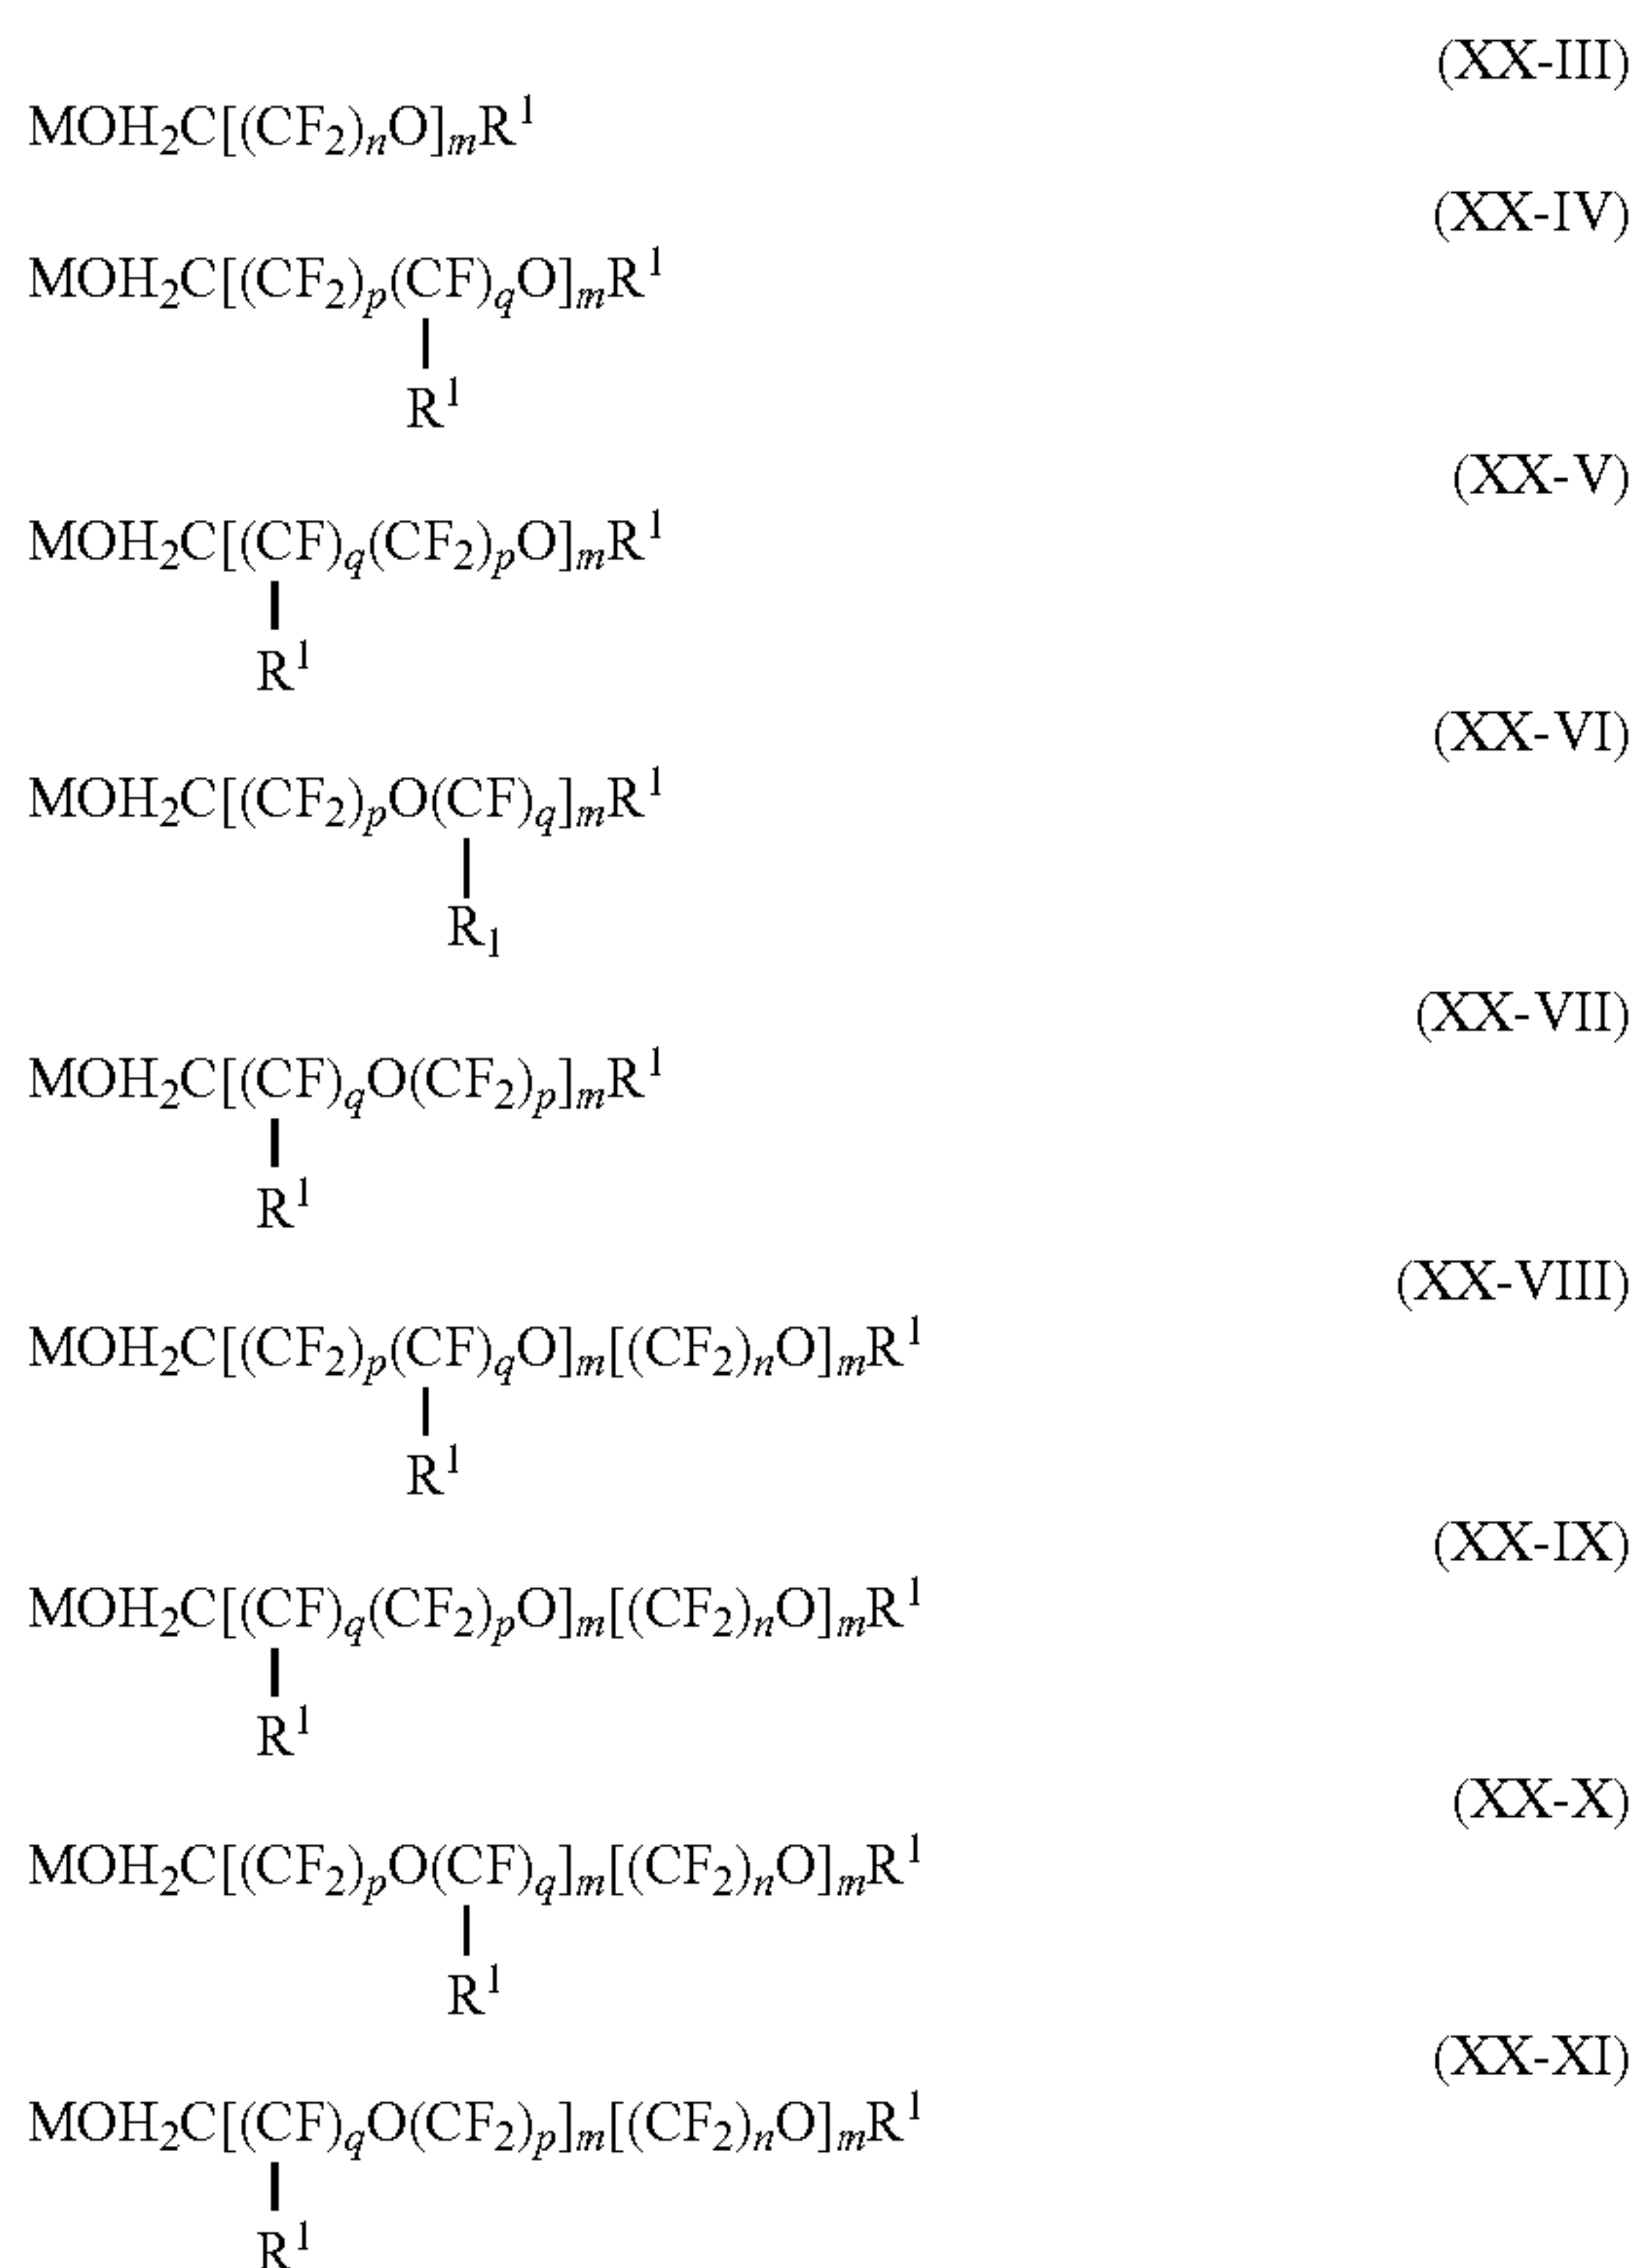 (XX-III)
MOH₂C[(CF₂)ₙO]ₘR¹
(XX-IV)
MOH₂C[(CF₂)ₚ(CF)qO]ₘR¹
R¹
(XX-V)
MOH₂C[(CF)q(CF₂)ₚO]ₘR¹
R¹
(XX-VI)
MOH₂C[(CF₂)ₚO(CF)q]ₘR¹
R₁
(XX-VII)
MOH₂C[(CF)qO(CF₂)ₚ]ₘR¹
R¹
(XX-VIII)
MOH₂C[(CF₂)ₚ(CF)qO]ₘ[(CF₂)ₙO]ₘR¹
R¹
(XX-IX)
MOH₂C[(CF)q(CF₂)ₚO]ₘ[(CF₂)ₙO]ₘR¹
R¹
(XX-X)
MOH₂C[(CF₂)ₚO(CF)q]ₘ[(CF₂)ₙO]ₘR¹
R¹
(XX-XI)
MOH₂C[(CF)qO(CF₂)ₚ]ₘ[(CF₂)ₙO]ₘR¹
R¹